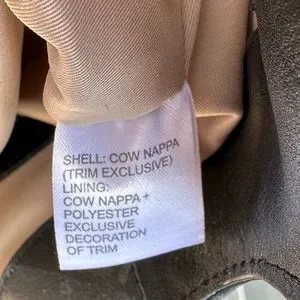 SHELL: COW NAPPA
(TRIM EXCLUSIVE)
LINING:
COW NAPPA +
POLYESTER
EXCLUSIVE
DECORATION
OF TRIM